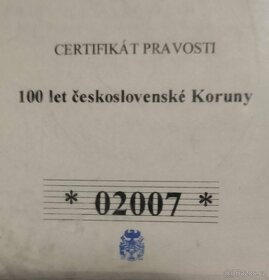 CERTIFIKÁT PRAVOSTI
100 let československé Koruny
* 02007 *